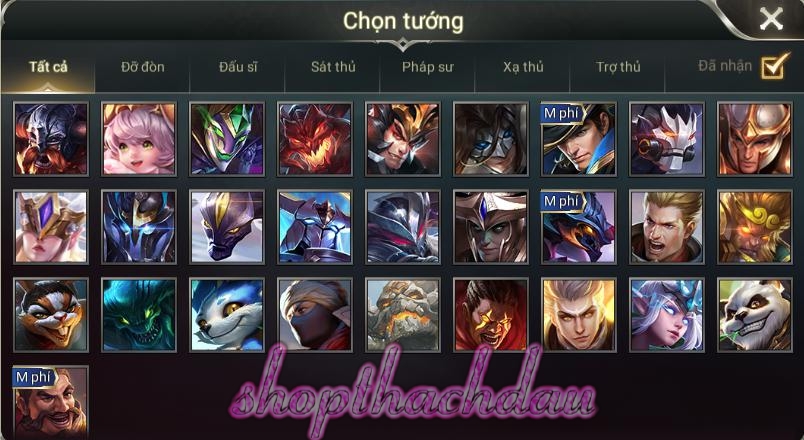 Chọn tướng
Tất cả Đỡ đòn Đấu sĩ Sát thủ Pháp sư Xạ thủ Trợ thủ Đã nhận
M phí
M phí
M phí
shopthachdau